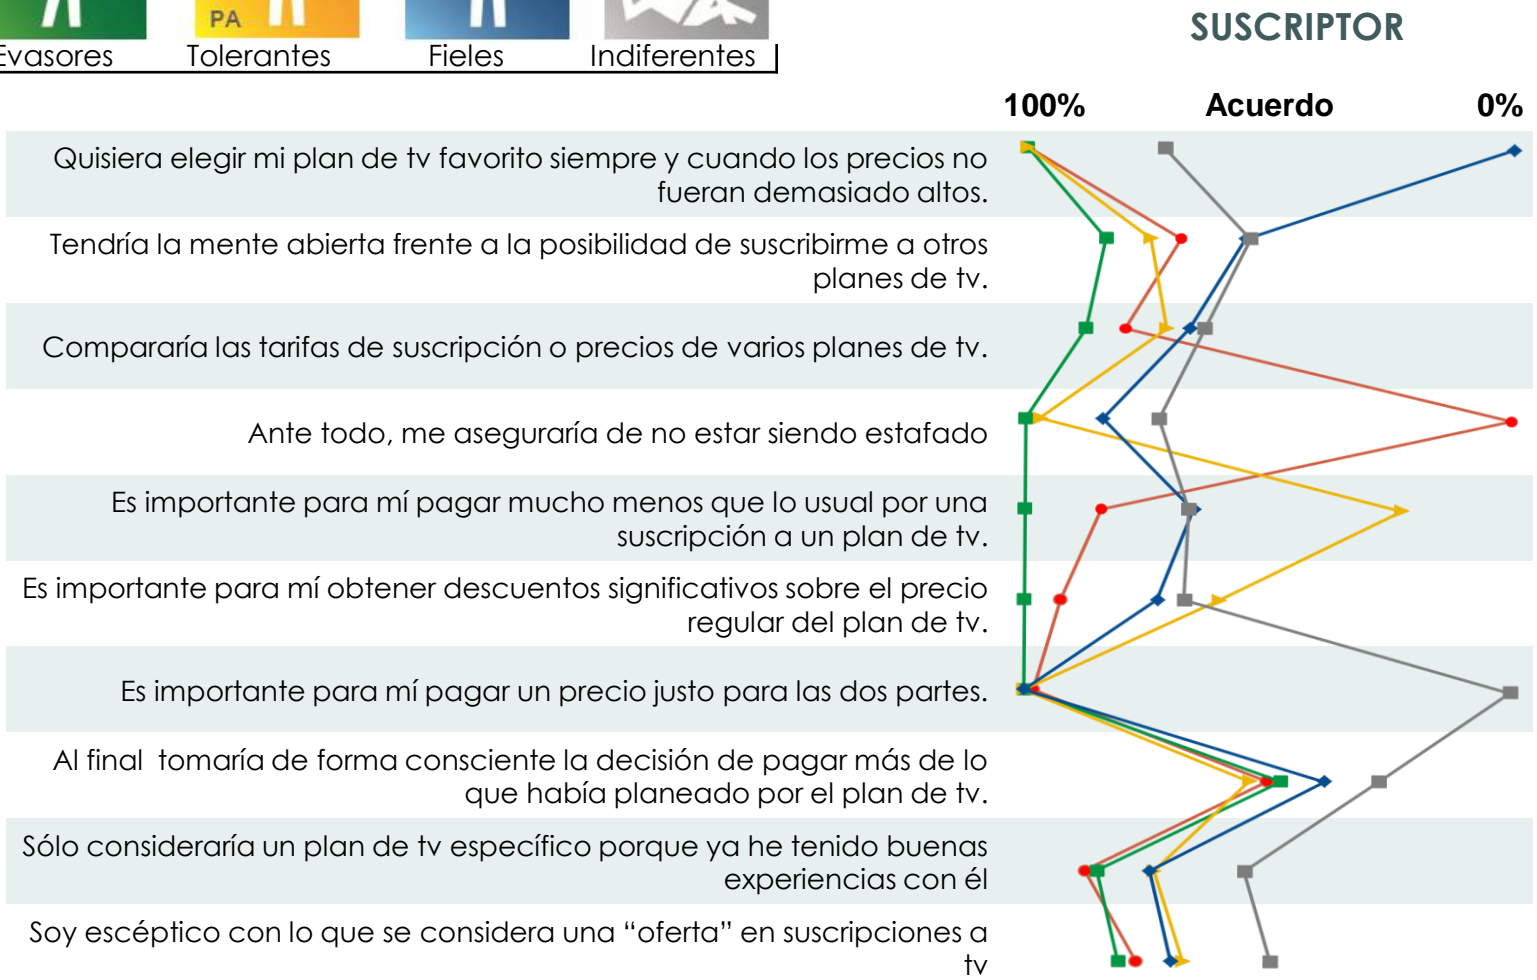 SUSCRIPTOR
PA
Evasores Tolerantes Fieles Indiferentes
100% Acuerdo 0%
Quisiera elegir mi plan de tv favorito siempre y cuando los precios no
fueran demasiado altos.
Tendría la mente abierta frente a la posibilidad de suscribirme a otros
planes de tv.
Compararía las tarifas de suscripción o precios de varios planes de tv.
Ante todo, me aseguraría de no estar siendo estafado
Es importante para mí pagar mucho menos que lo usual por una
suscripción a un plan de tv.
Es importante para mí obtener descuentos significativos sobre el precio
regular del plan de tv.
Es importante para mí pagar un precio justo para las dos partes.
Al final tomaría de forma consciente la decisión de pagar más de lo
que había planeado por el plan de tv.
Sólo consideraría un plan de tv específico porque ya he tenido buenas
experiencias con él
Soy escéptico con lo que se considera una “oferta” en suscripciones a
tv